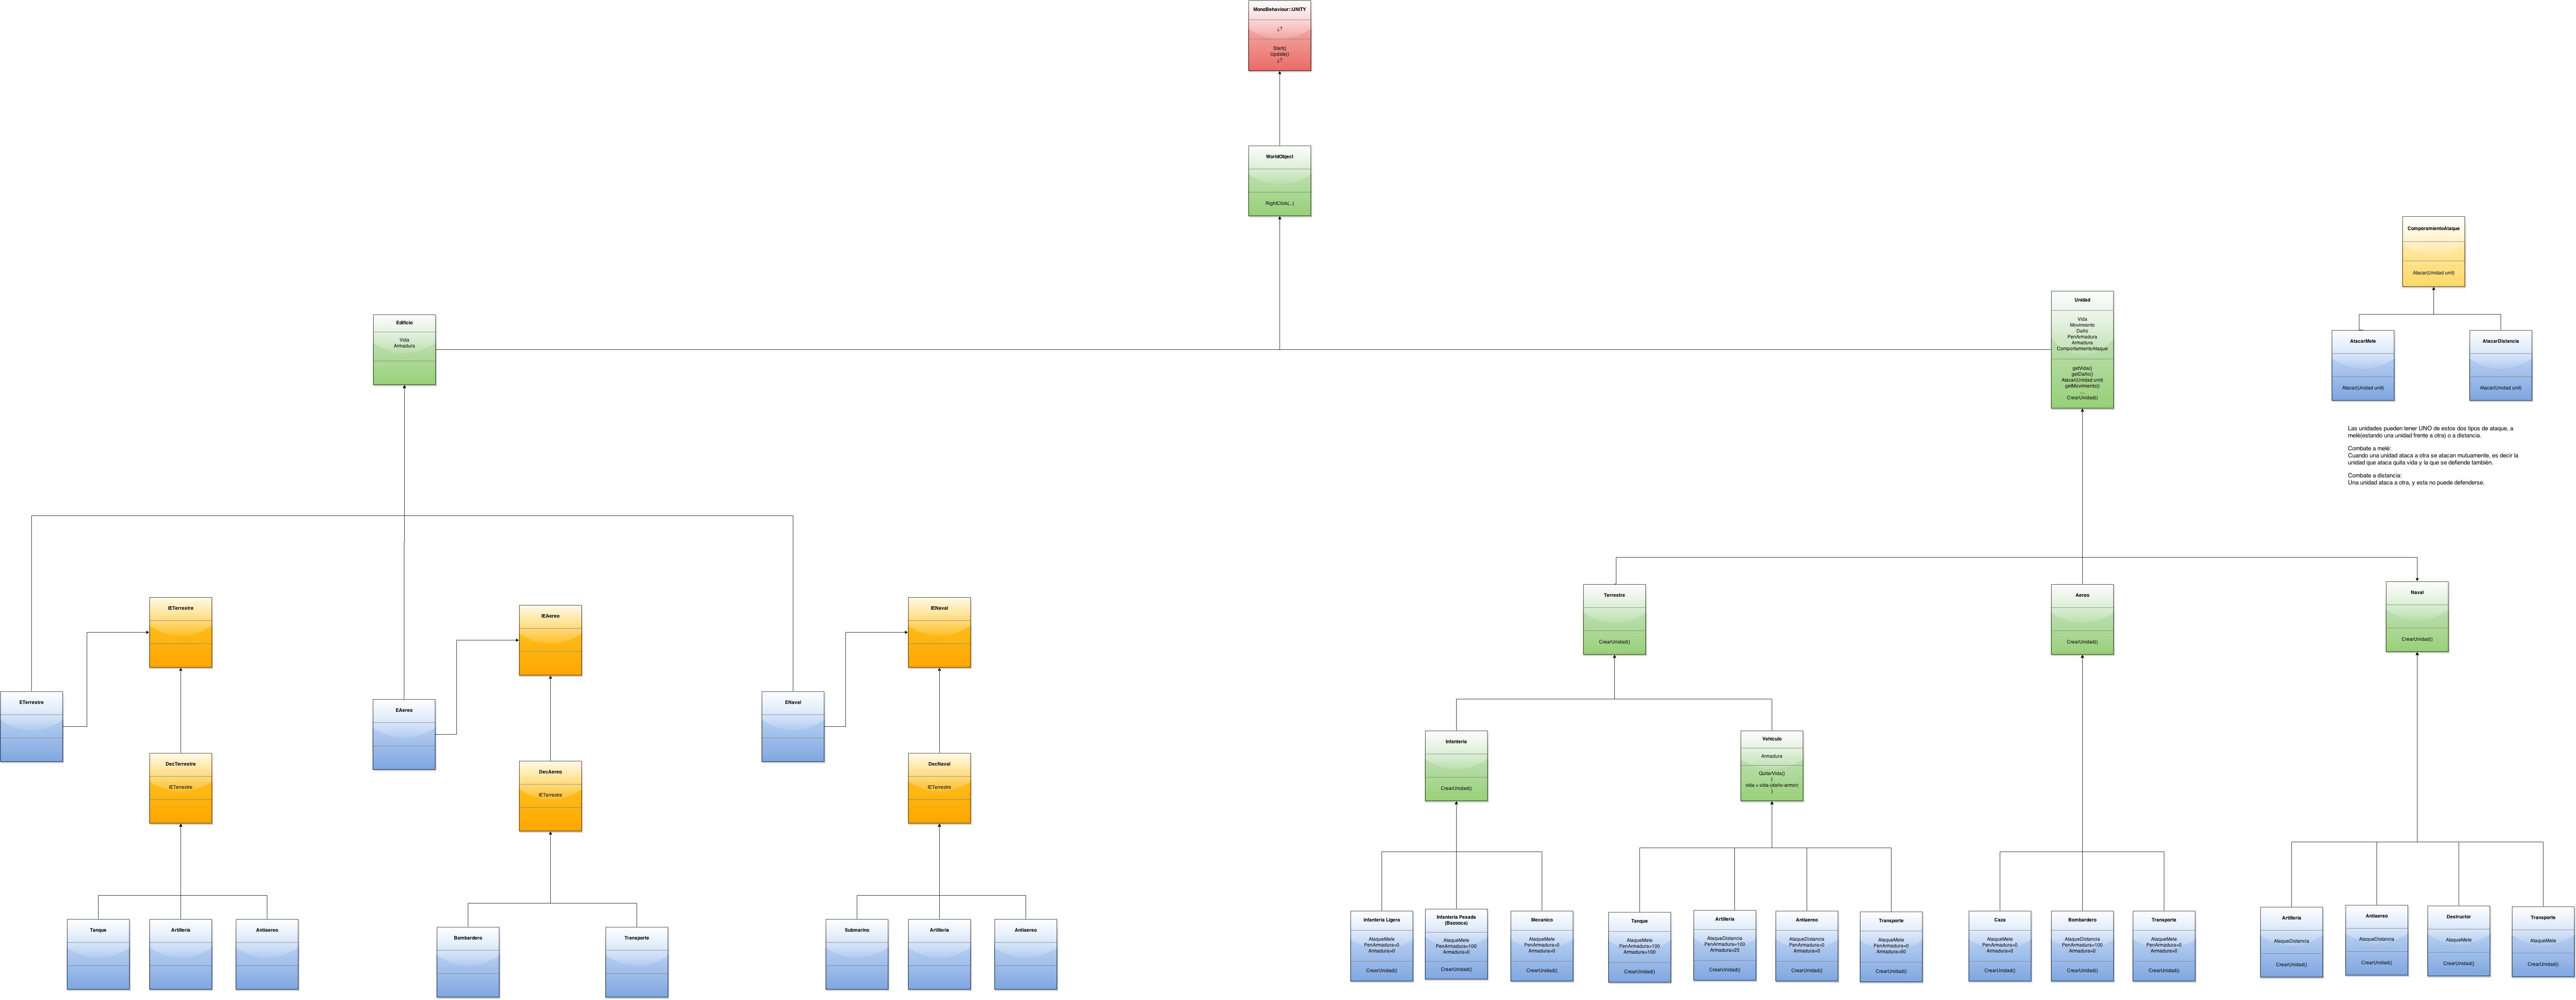 MonoBehaviour::UNITY
¿?
Start()
Update()
¿?
WorldObject
RightClick(...)
ComporamientoAtaque
Atacar(Unidad unit)
Edificio
Vida
Armadura
Unidad
Vida
Movimiento
Daño
PenArmadura
Armadura
ComportamientoAtaque
getVida()
getDaño()
Atacar(Unidad unit)
getMovimiento()
...
CrearUnidad()
AtacarMele
Atacar(Unidad unit)
AtacarDistancia
Atacar(Unidad unit)
Las unidades pueden tener UNO de estos dos tipos de ataque, a
melé(estando una unidad frente a otra) o a distancia.
Combate a melé:
Cuando una unidad ataca a otra se atacan mutuamente, es decir la
unidad que ataca quita vida y la que se defiende también.
Combate a distancia:
Una unidad ataca a otra, y esta no puede defenderse.
IETerrestre
IEAereo
IENaval
Terrestre
CrearUnidad()
Aereo
CrearUnidad()
Naval
CrearUnidad()
ETerrestre
EAereo
ENaval
DecTerrestre
IETerrestre
DecAereo
IETerrestre
DecNaval
IETerrestre
Infanteria
CrearUnidad()
Vehiculo
Armadura
QuitarVida()
{
vida = vida-(daño-armor)
}
Tanque
Artilleria
Antiaereo
Bombardero
Transporte
Submarino
Artilleria
Antiaereo
Infanteria Ligera
AtaqueMele
PenArmadura=0
Armadura=0
CrearUnidad()
Infanteria Pesada
(Bazooca)
AtaqueMele
PenArmadura=100
Armadura=0
CrearUnidad()
Mecanico
AtaqueMele
PenArmadura=0
Armadura=0
CrearUnidad()
Tanque
AtaqueMele
PenArmadura=100
Armadura=100
CrearUnidad()
Artilleria
AtaqueDistancia
PenArmadura=100
Armadura=25
CrearUnidad()
Antiaereo
AtaqueDistancia
PenArmadura=0
Armadura=0
CrearUnidad()
Transporte
AtaqueMele
PenArmadura=0
Armadura=50
CrearUnidad()
Caza
AtaqueMele
PenArmadura=0
Armadura=0
CrearUnidad()
Bombardero
AtaqueDistancia
PenArmadura=100
Armadura=0
CrearUnidad()
Transporte
AtaqueMele
PenArmadura=0
Armadura=0
CrearUnidad()
Artilleria
AtaqueDistancia
CrearUnidad()
Antiaereo
AtaqueDistancia
CrearUnidad()
Destructor
AtaqueMele
CrearUnidad()
Transporte
AtaqueMele
CrearUnidad()